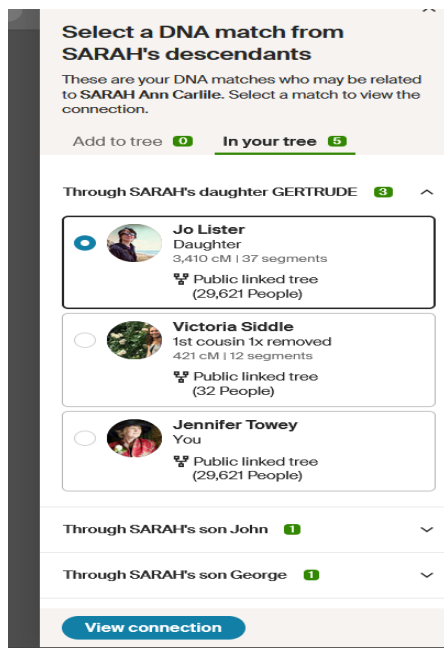 Select a DNA match from
SARAH's descendants
These are your DNA matches who may be related
to SARAH Ann Carlile. Select a match to view the
connection.
Add to tree 0 In your tree 5
Through SARAH's daughter GERTRUDE 3
Jo Lister
Daughter
3,410 cM | 37 segments
Public linked tree
(29,621 People)
Victoria Siddle
1st cousin 1x removed
421 cM | 12 segments
Public linked tree
(32 People)
Jennifer Towey
You
Public linked tree
(29,621 People)
Through SARAH's son John 1
Through SARAH's son George 1
View connection